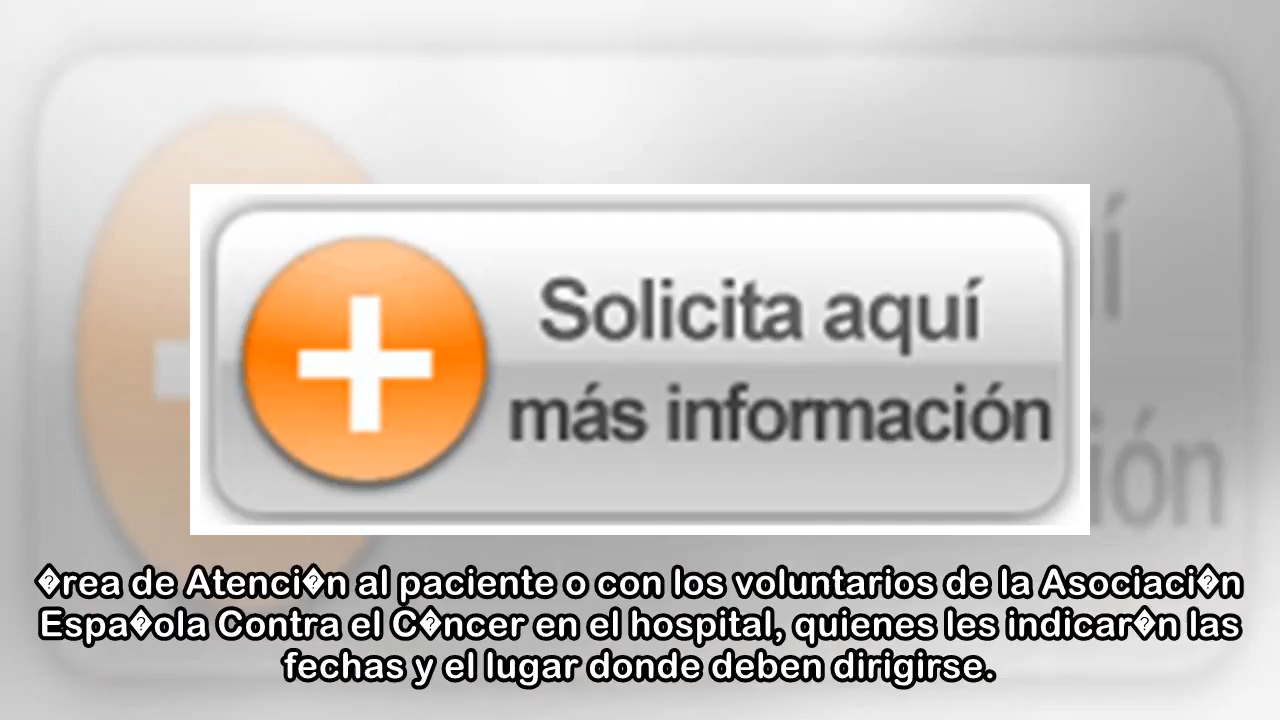 Solicita aquí
más información
�rea de Atenci�n al paciente o con los voluntarios de la Asociaci�n
Espa�ola Contra el C�ncer en el hospital, quienes les indicar�n las
fechas y el lugar donde deben dirigirse.